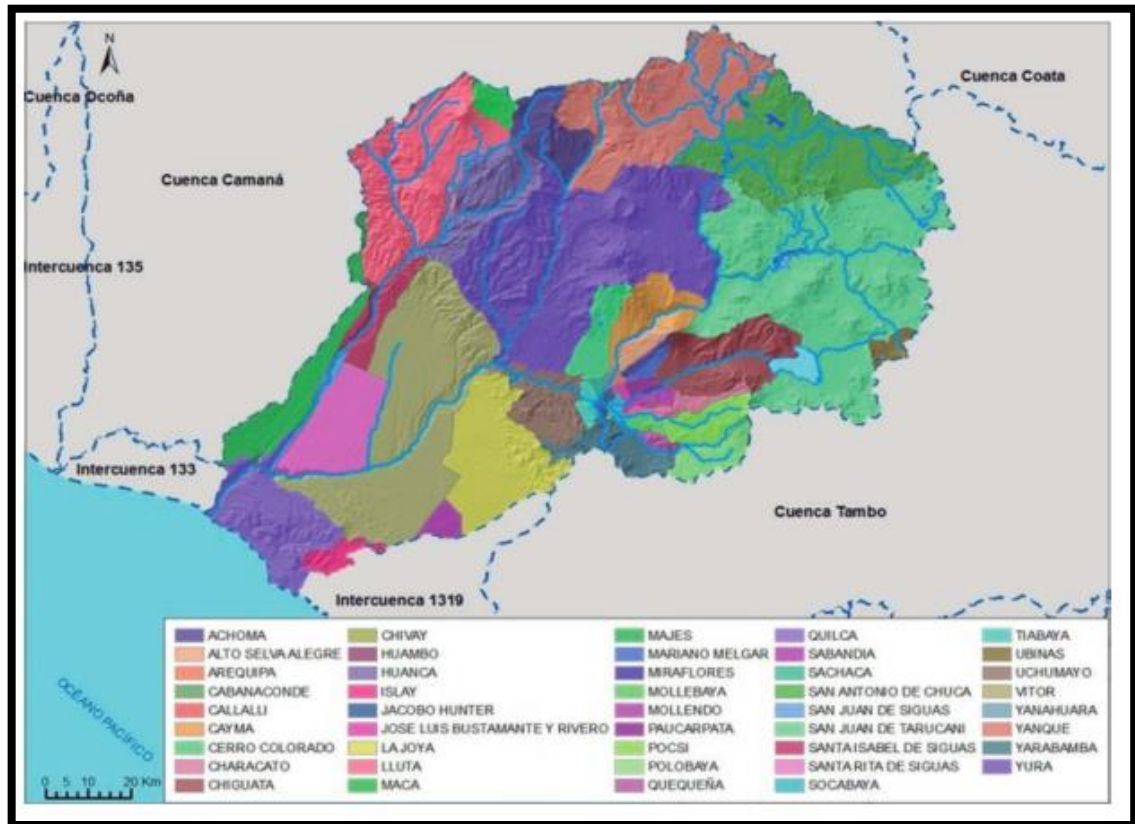 N
Cuenca Ocoña
Cuenca Coata
Cuenca Camaná
Intercuenca 135
Intercuenca 133
Cuenca Tambo
Intercuenca 1319
OCÉANO PACÍFICO
0 5 10 20 Km
ACHOMA
ALTO SELVA ALEGRE
AREQUIPA
CABANACONDE
CALLALLI
CAYMA
CERRO COLORADO
CHARACATO
CHIGUATA
CHIVAY
HUAMBO
HUANCA
ISLAY
JACOBO HUNTER
JOSE LUIS BUSTAMANTE Y RIVERO
LA JOYA
LLUTA
MACA
MAJES
MARIANO MELGAR
MIRAFLORES
MOLLEBAYA
MOLLENDO
PAUCARPATA
POCSI
POLOBAYA
QUEQUEÑA
QUILCA
SABANDIA
SACHACA
SAN ANTONIO DE CHUCA
SAN JUAN DE SIGUAS
SAN JUAN DE TARUCANI
SANTA ISABEL DE SIGUAS
SANTA RITA DE SIGUAS
SOCABAYA
TIABAYA
UBINAS
UCHUMAYO
VITOR
YANAHUARA
YANQUE
YARABAMBA
YURA